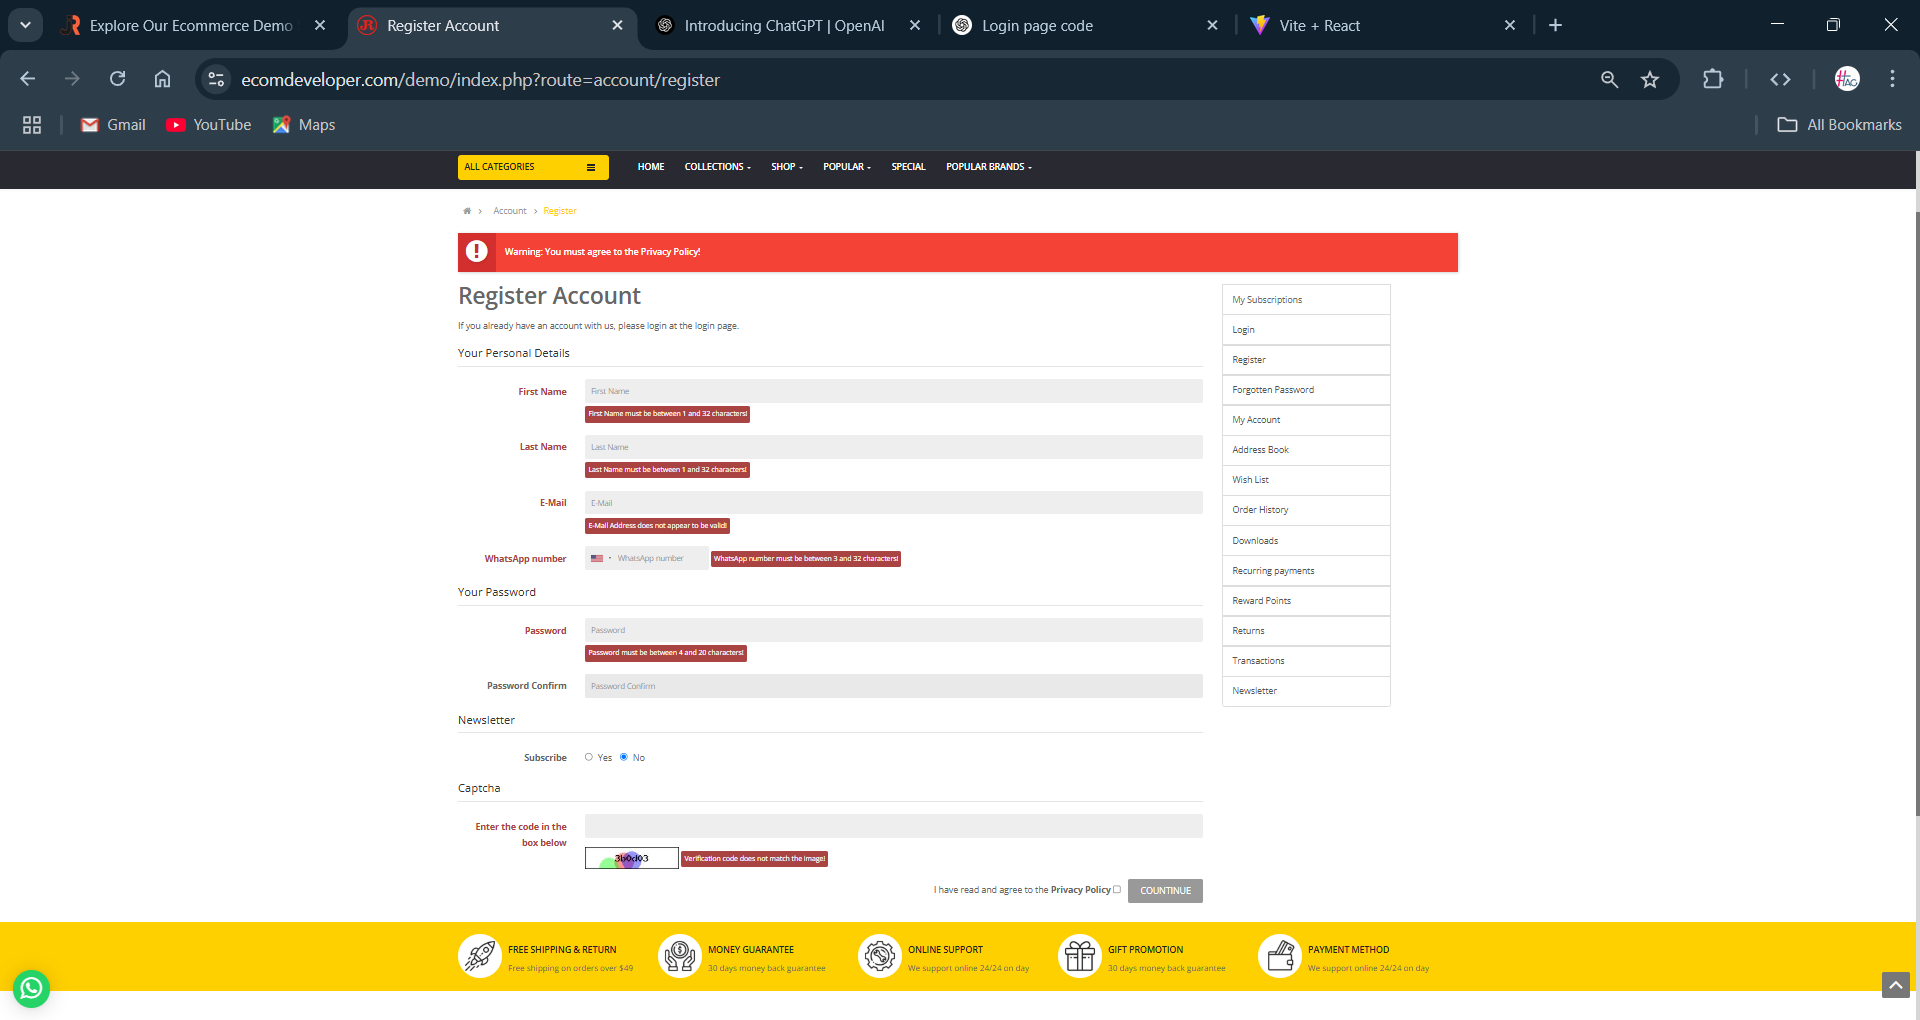 Explore Our Ecommerce Demo
Register Account
Introducing ChatGPT | OpenAI
Login page code
Vite + React
ecomdeveloper.com/demo/index.php?route=account/register
Gmail
YouTube
Maps
All Bookmarks
ALL CATEGORIES
HOME
COLLECTIONS
SHOP
POPULAR
SPECIAL
POPULAR BRANDS
Account
Register
Warning: You must agree to the Privacy Policy!
Register Account
If you already have an account with us, please login at the login page.
Your Personal Details
First Name
First Name
First Name must be between 1 and 32 characters!
Last Name
Last Name
Last Name must be between 1 and 32 characters!
E-Mail
E-Mail
E-Mail Address does not appear to be valid!
WhatsApp number
WhatsApp number
WhatsApp number must be between 3 and 32 characters!
Your Password
Password
Password
Password must be between 4 and 20 characters!
Password Confirm
Password Confirm
Newsletter
Subscribe
Yes
No
Captcha
Enter the code in the
box below
3b0d03
Verification code does not match the image!
I have read and agree to the Privacy Policy
COUNTINUE
My Subscriptions
Login
Register
Forgotten Password
My Account
Address Book
Wish List
Order History
Downloads
Recurring payments
Reward Points
Returns
Transactions
Newsletter
FREE SHIPPING & RETURN
Free shipping on orders over $49
MONEY GUARANTEE
30 days money back guarantee
ONLINE SUPPORT
We support online 24/24 on day
GIFT PROMOTION
30 days money back guarantee
PAYMENT METHOD
We support online 24/24 on day